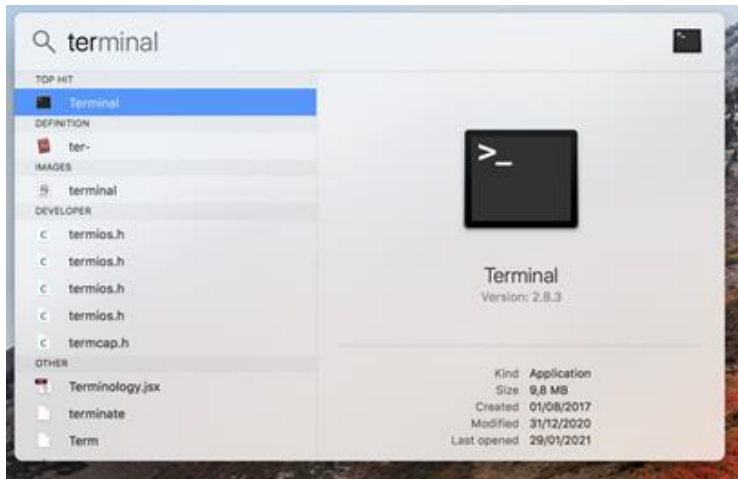 terminal
TOP HIT
Terminal
DEFINITION
ter-
IMAGES
terminal
DEVELOPER
termios.h
termios.h
termios.h
termios.h
termcap.h
OTHER
Terminology.jsx
terminate
Term
>_
Terminal
Version: 2.8.3
Kind Application
Size 9,8 MB
Created 01/08/2017
Modified 31/12/2020
Last opened 29/01/2021